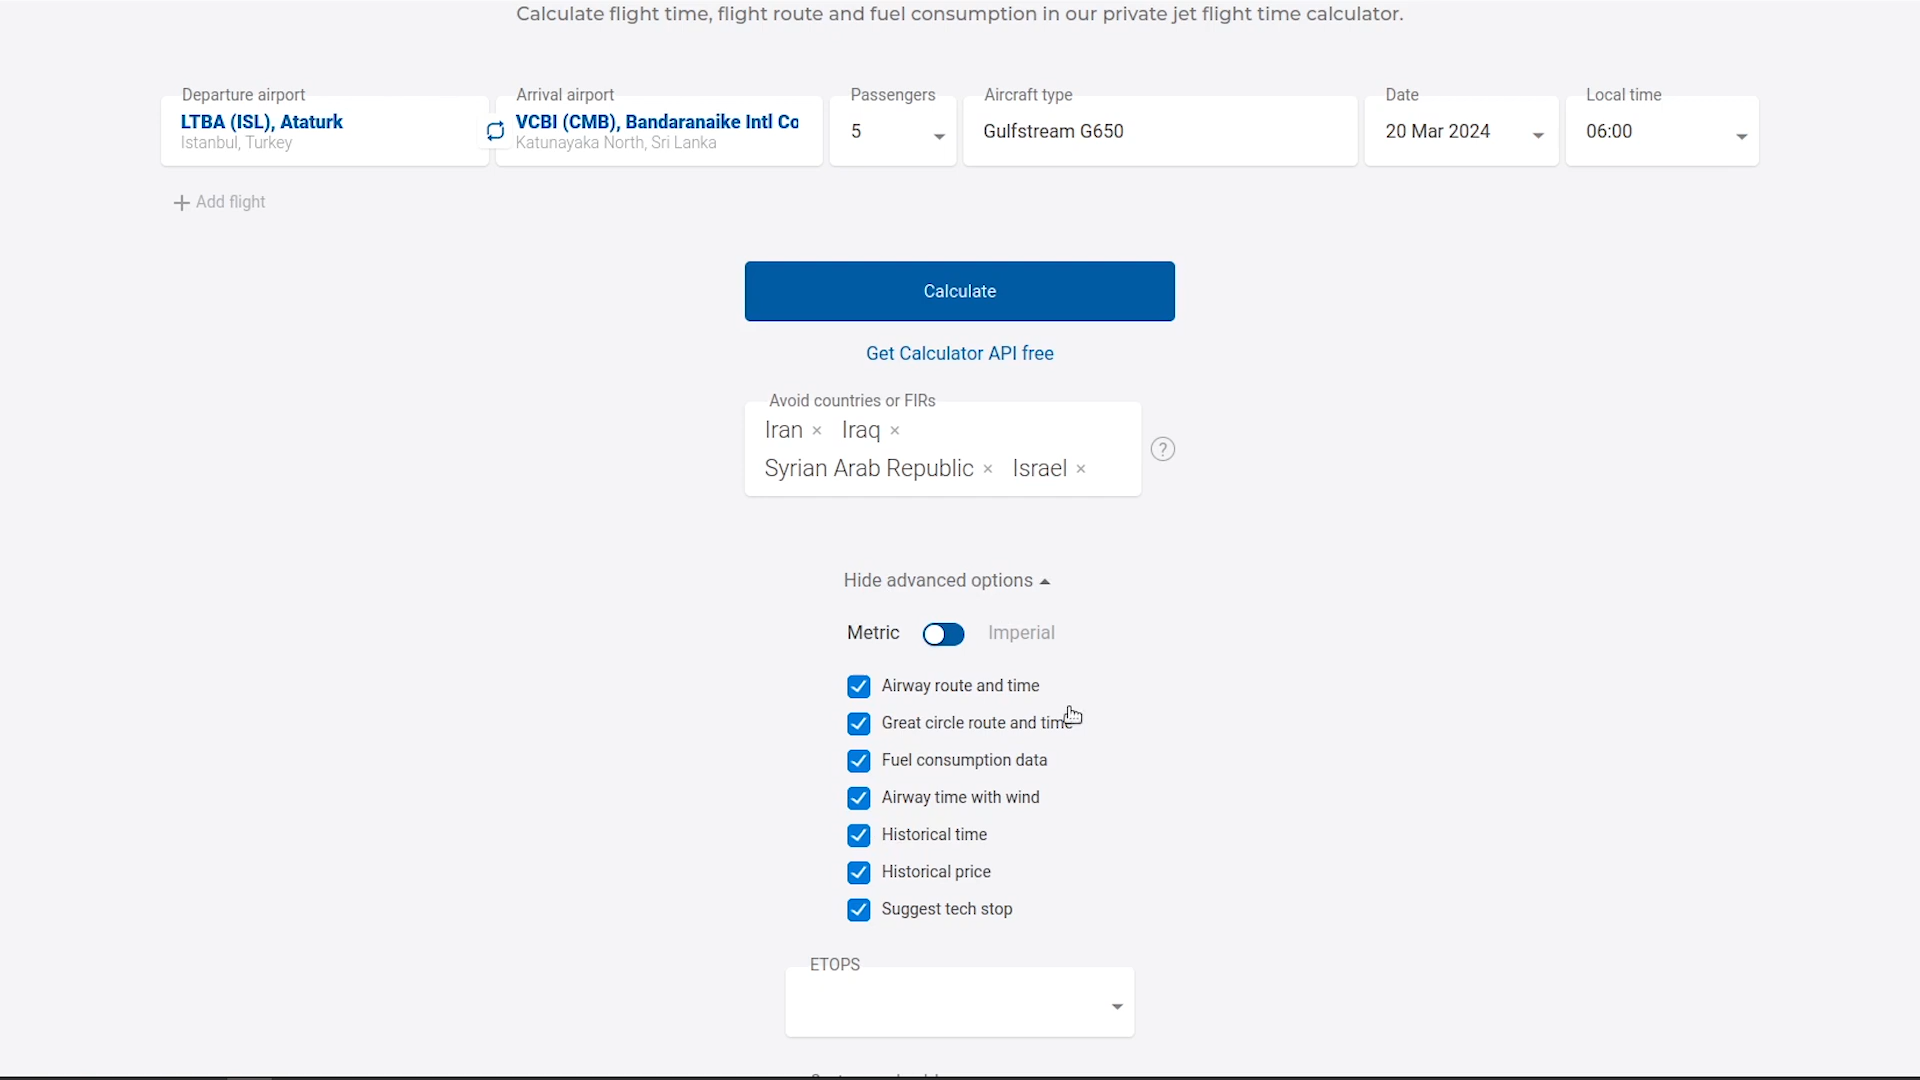 Calculate flight time, flight route and fuel consumption in our private jet flight time calculator.
Departure airport
LTBA (ISL), Ataturk
Istanbul, Turkey
Arrival airport
VCBI (CMB), Bandaranaike Intl Co
Katunayaka North, Sri Lanka
Passengers
5
Aircraft type
Gulfstream G650
Date
20 Mar 2024
Local time
06:00
+ Add flight
Calculate
Get Calculator API free
Avoid countries or FIRs
Iran × Iraq ×
Syrian Arab Republic × Israel ×
?
Hide advanced options
Metric Imperial
Airway route and time
Great circle route and time
Fuel consumption data
Airway time with wind
Historical time
Historical price
Suggest tech stop
ETOPS